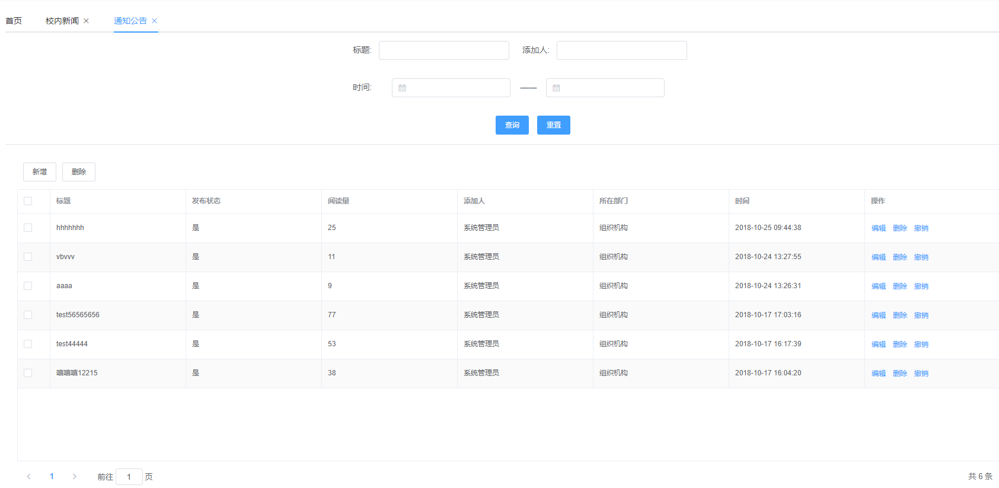 首页 校内新闻 通知公告
标题: 添加人:
时间: ——
查询 重置
新增 删除
标题 发布状态 阅读量 添加人 所在部门 时间 操作
hhhhhhh 是 25 系统管理员 组织机构 2018-10-25 09:44:38 编辑 删除 撤销
vbvvv 是 11 系统管理员 组织机构 2018-10-24 13:27:55 编辑 删除 撤销
aaaa 是 9 系统管理员 组织机构 2018-10-24 13:26:31 编辑 删除 撤销
test56565656 是 77 系统管理员 组织机构 2018-10-17 17:03:16 编辑 删除 撤销
test44444 是 53 系统管理员 组织机构 2018-10-17 16:17:39 编辑 删除 撤销
嘻嘻嘻12215 是 38 系统管理员 组织机构 2018-10-17 16:04:20 编辑 删除 撤销
1 前往 1 页 共 6 条